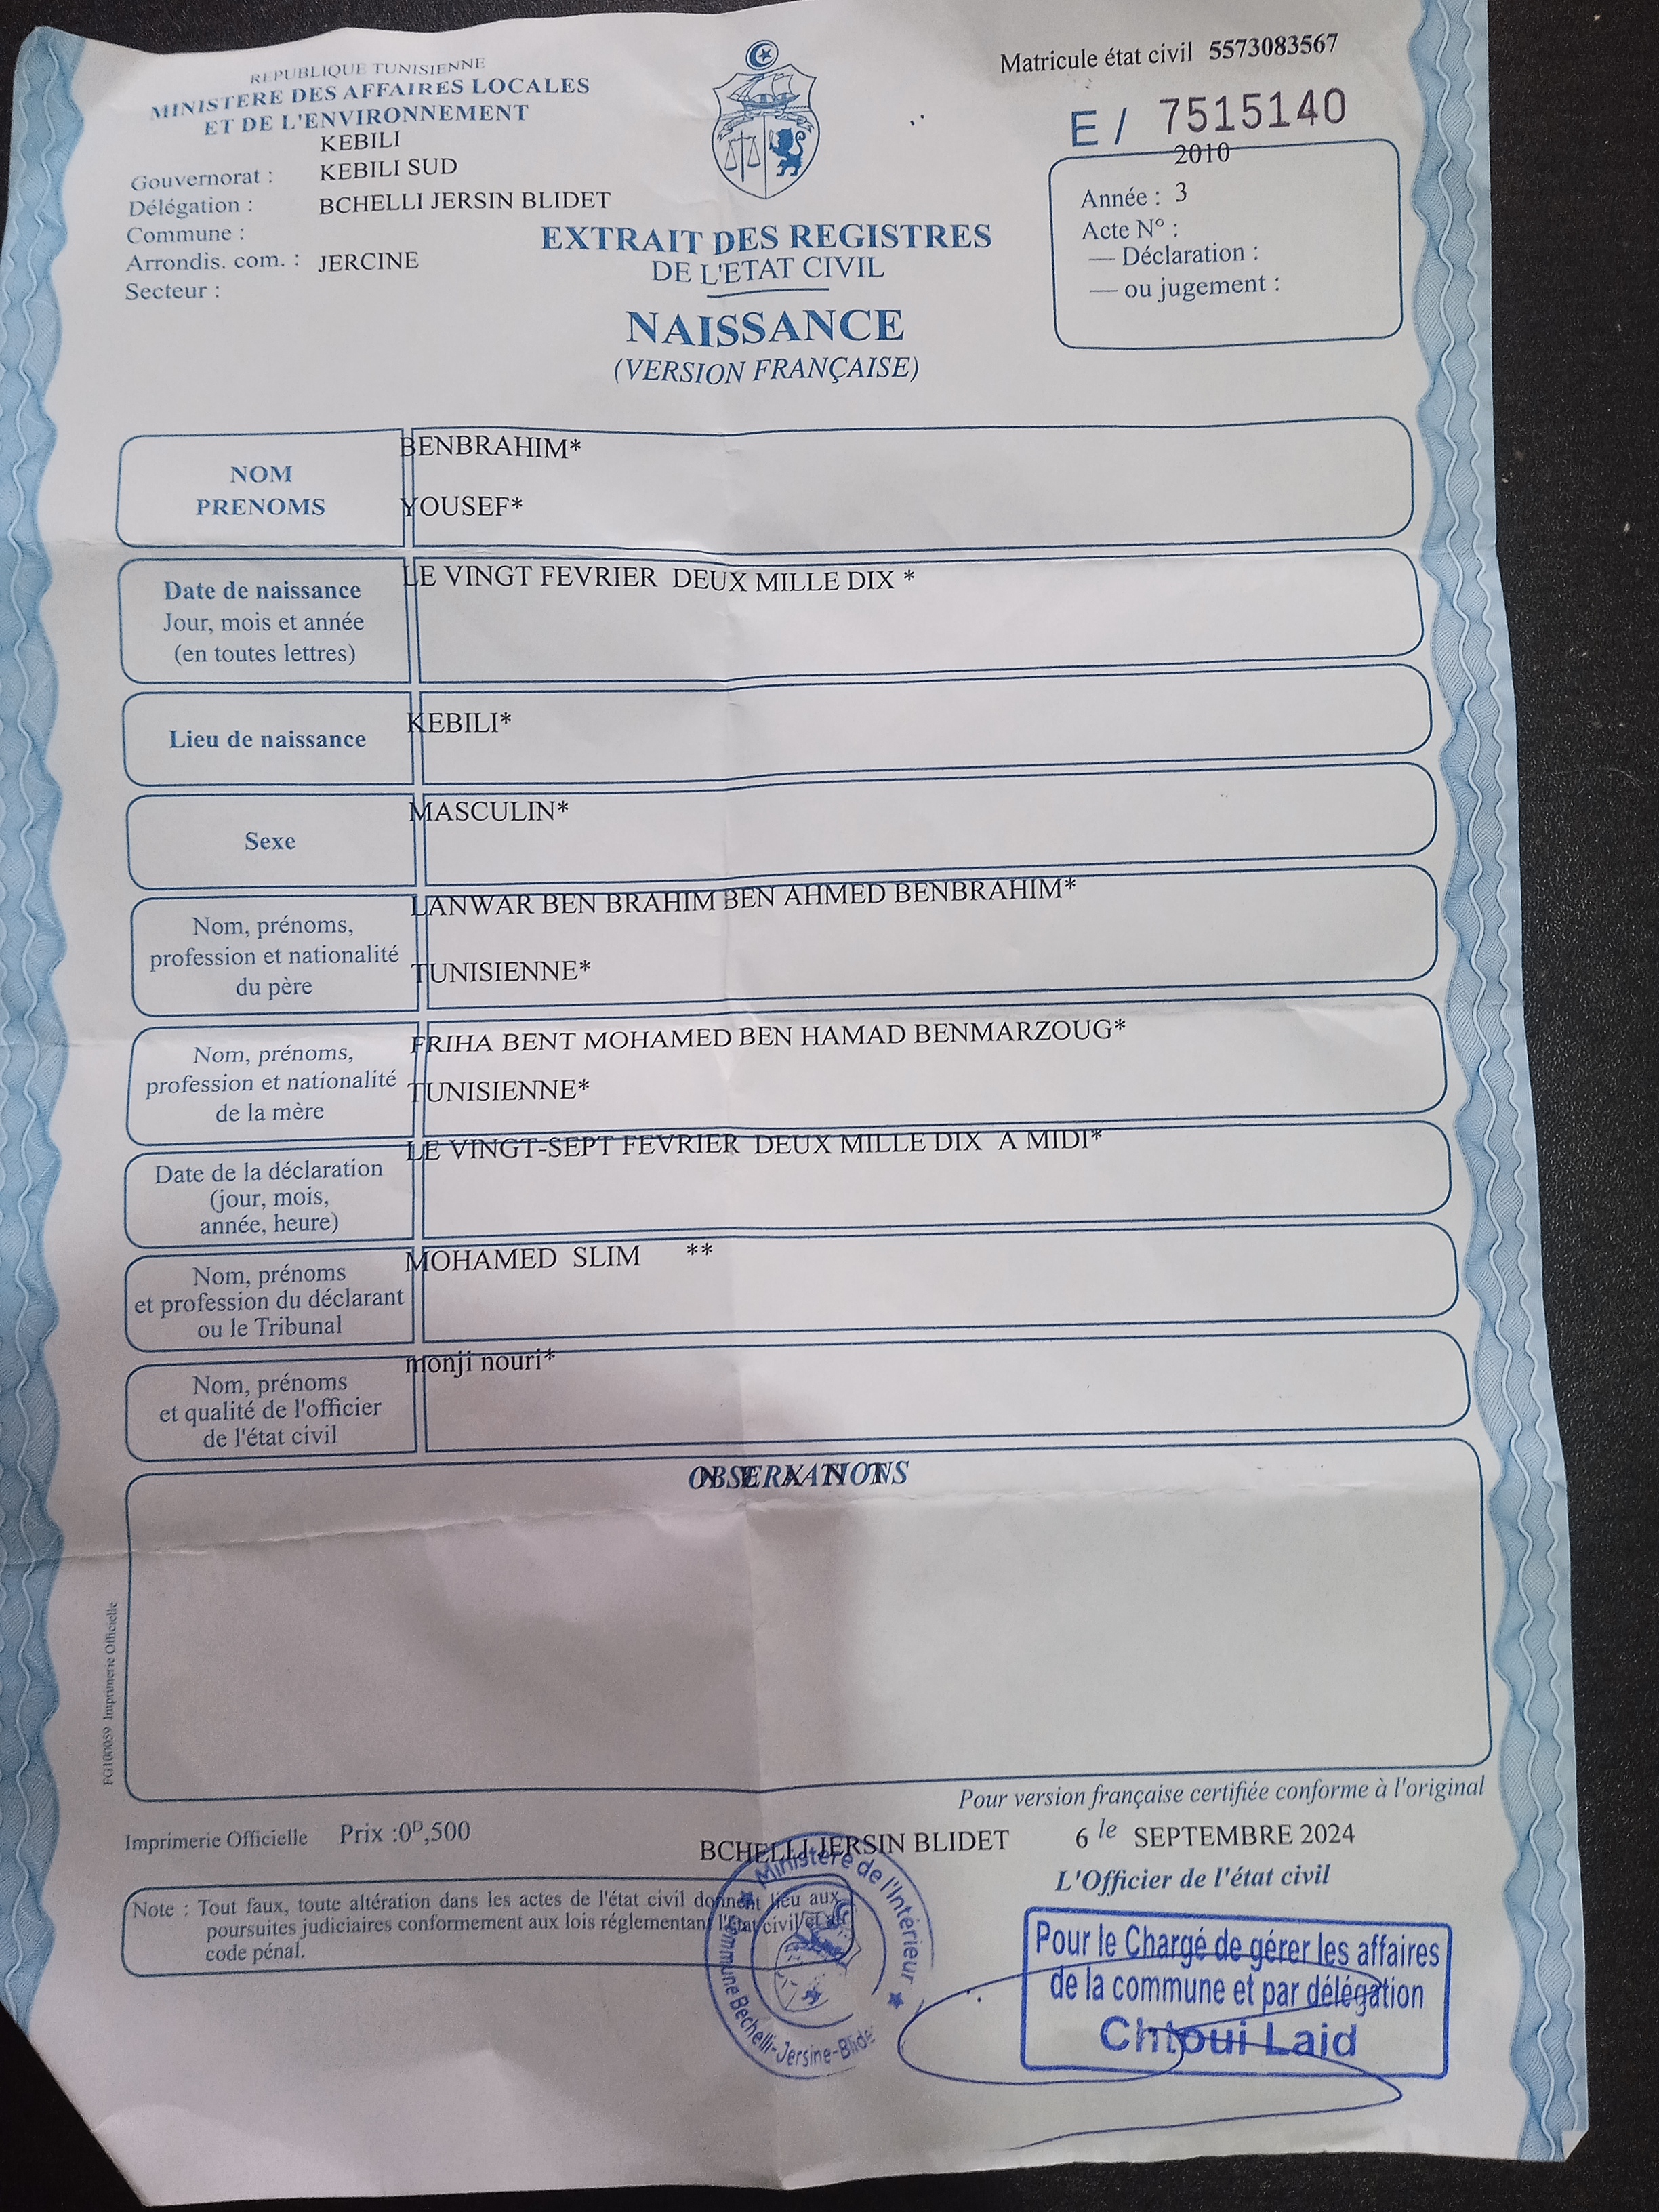 REPUBLIQUE TUNISIENNE
MINISTERE DES AFFAIRES LOCALES
ET DE L'ENVIRONNEMENT
KEBILI
Gouvernorat : KEBILI SUD
Délégation : BCHELLI JERSIN BLIDET
Commune :
Arrondis. com. : JERCINE
Secteur :
Matricule état civil 5573083567
E / 7515140
2010
Année : 3
Acte N° :
— Déclaration :
— ou jugement :
EXTRAIT DES REGISTRES
DE L'ETAT CIVIL
NAISSANCE
(VERSION FRANÇAISE)
NOM
PRENOMS
BENBRAHIM*
YOUSEF*
Date de naissance
Jour, mois et année
(en toutes lettres)
LE VINGT FEVRIER DEUX MILLE DIX *
Lieu de naissance
KEBILI*
Sexe
MASCULIN*
Nom, prénoms,
profession et nationalité
du père
LANWAR BEN BRAHIM BEN AHMED BENBRAHIM*
TUNISIENNE*
Nom, prénoms,
profession et nationalité
de la mère
FRIHA BENT MOHAMED BEN HAMAD BENMARZOUG*
TUNISIENNE*
Date de la déclaration
(jour, mois,
année, heure)
LE VINGT-SEPT FEVRIER DEUX MILLE DIX A MIDI*
Nom, prénoms
et profession du déclarant
ou le Tribunal
MOHAMED SLIM **
Nom, prénoms
et qualité de l'officier
de l'état civil
monji nouri*
OBSERVATIONS
FG100059 Imprimerie Officielle
Pour version française certifiée conforme à l'original
Imprimerie Officielle Prix :0D,500
BCHELLI JERSIN BLIDET 6 le SEPTEMBRE 2024
L'Officier de l'état civil
Note : Tout faux, toute altération dans les actes de l'état civil donnent lieu aux
poursuites judiciaires conformement aux lois réglementant l'état civil et au
code pénal.
Ministère de l'Intérieur
Commune Bechelli-Jersine-Blidet
Pour le Chargé de gérer les affaires
de la commune et par délégation
Chtoui Laid